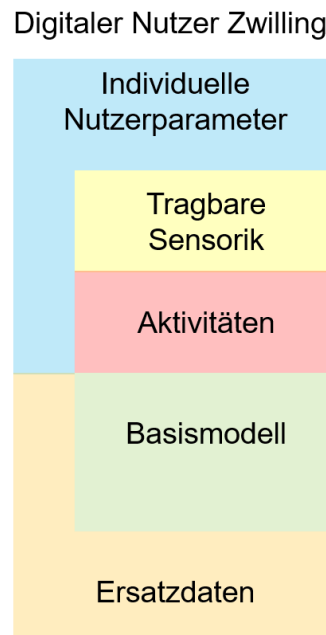 Digitaler Nutzer Zwilling
Individuelle
Nutzerparameter
Tragbare
Sensorik
Aktivitäten
Basismodell
Ersatzdaten